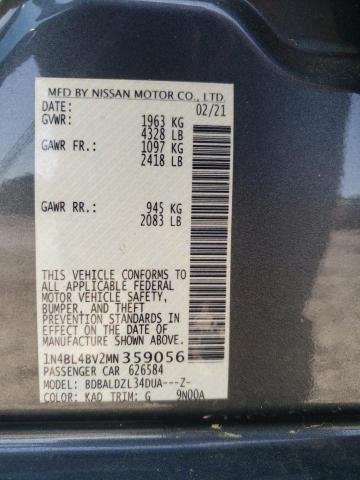 MFD BY NISSAN MOTOR CO., LTD.
DATE: 02/21
GVWR: 1963 KG
4328 LB
GAWR FR.: 1097 KG
2418 LB
GAWR RR.: 945 KG
2083 LB
THIS VEHICLE CONFORMS TO
ALL APPLICABLE FEDERAL
MOTOR VEHICLE SAFETY,
BUMPER, AND THEFT
PREVENTION STANDARDS IN
EFFECT ON THE DATE OF
MANUFACTURE SHOWN ABOVE.
1N4BL4BV2MN359056
PASSENGER CAR 626584
MODEL: BDBALDZL34DUA---Z-
COLOR: KAD TRIM: G 9N00A